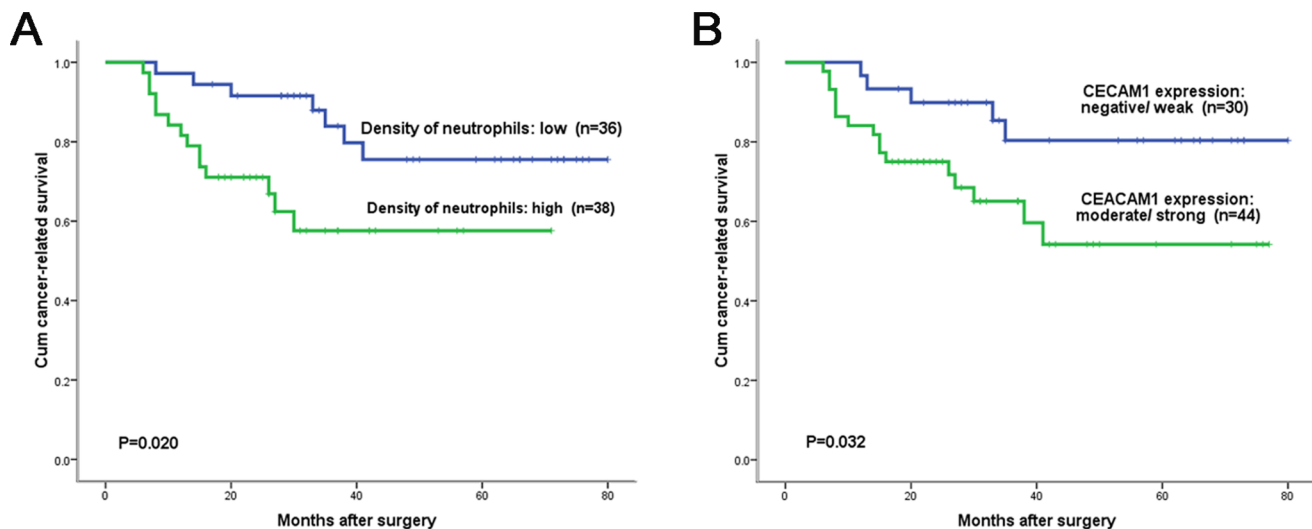 A
1.0
0.8
0.6
0.4
0.2
0.0
Cum cancer-related survival
Density of neutrophils: low (n=36)
Density of neutrophils: high (n=38)
P=0.020
0 20 40 60 80
Months after surgery
B
1.0
0.8
0.6
0.4
0.2
0.0
Cum cancer-related survival
CECAM1 expression:
negative/ weak (n=30)
CEACAM1 expression:
moderate/ strong (n=44)
P=0.032
0 20 40 60 80
Months after surgery